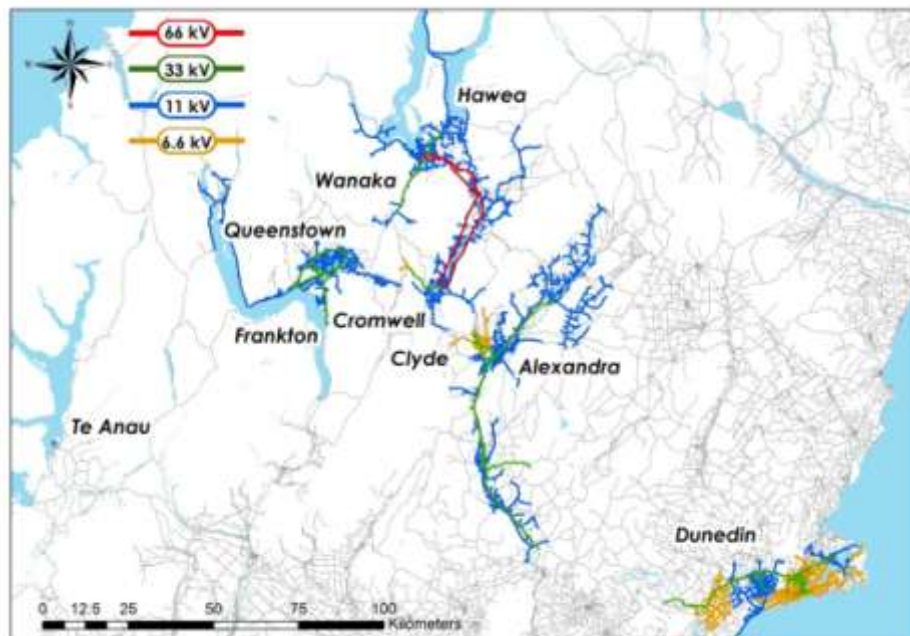 66 kV
33 kV
11 kV
6.6 kV
Hawea
Wanaka
Queenstown
Cromwell
Frankton
Clyde
Alexandra
Te Anau
Dunedin
0 12.5 25 50 75 100
Kilometers